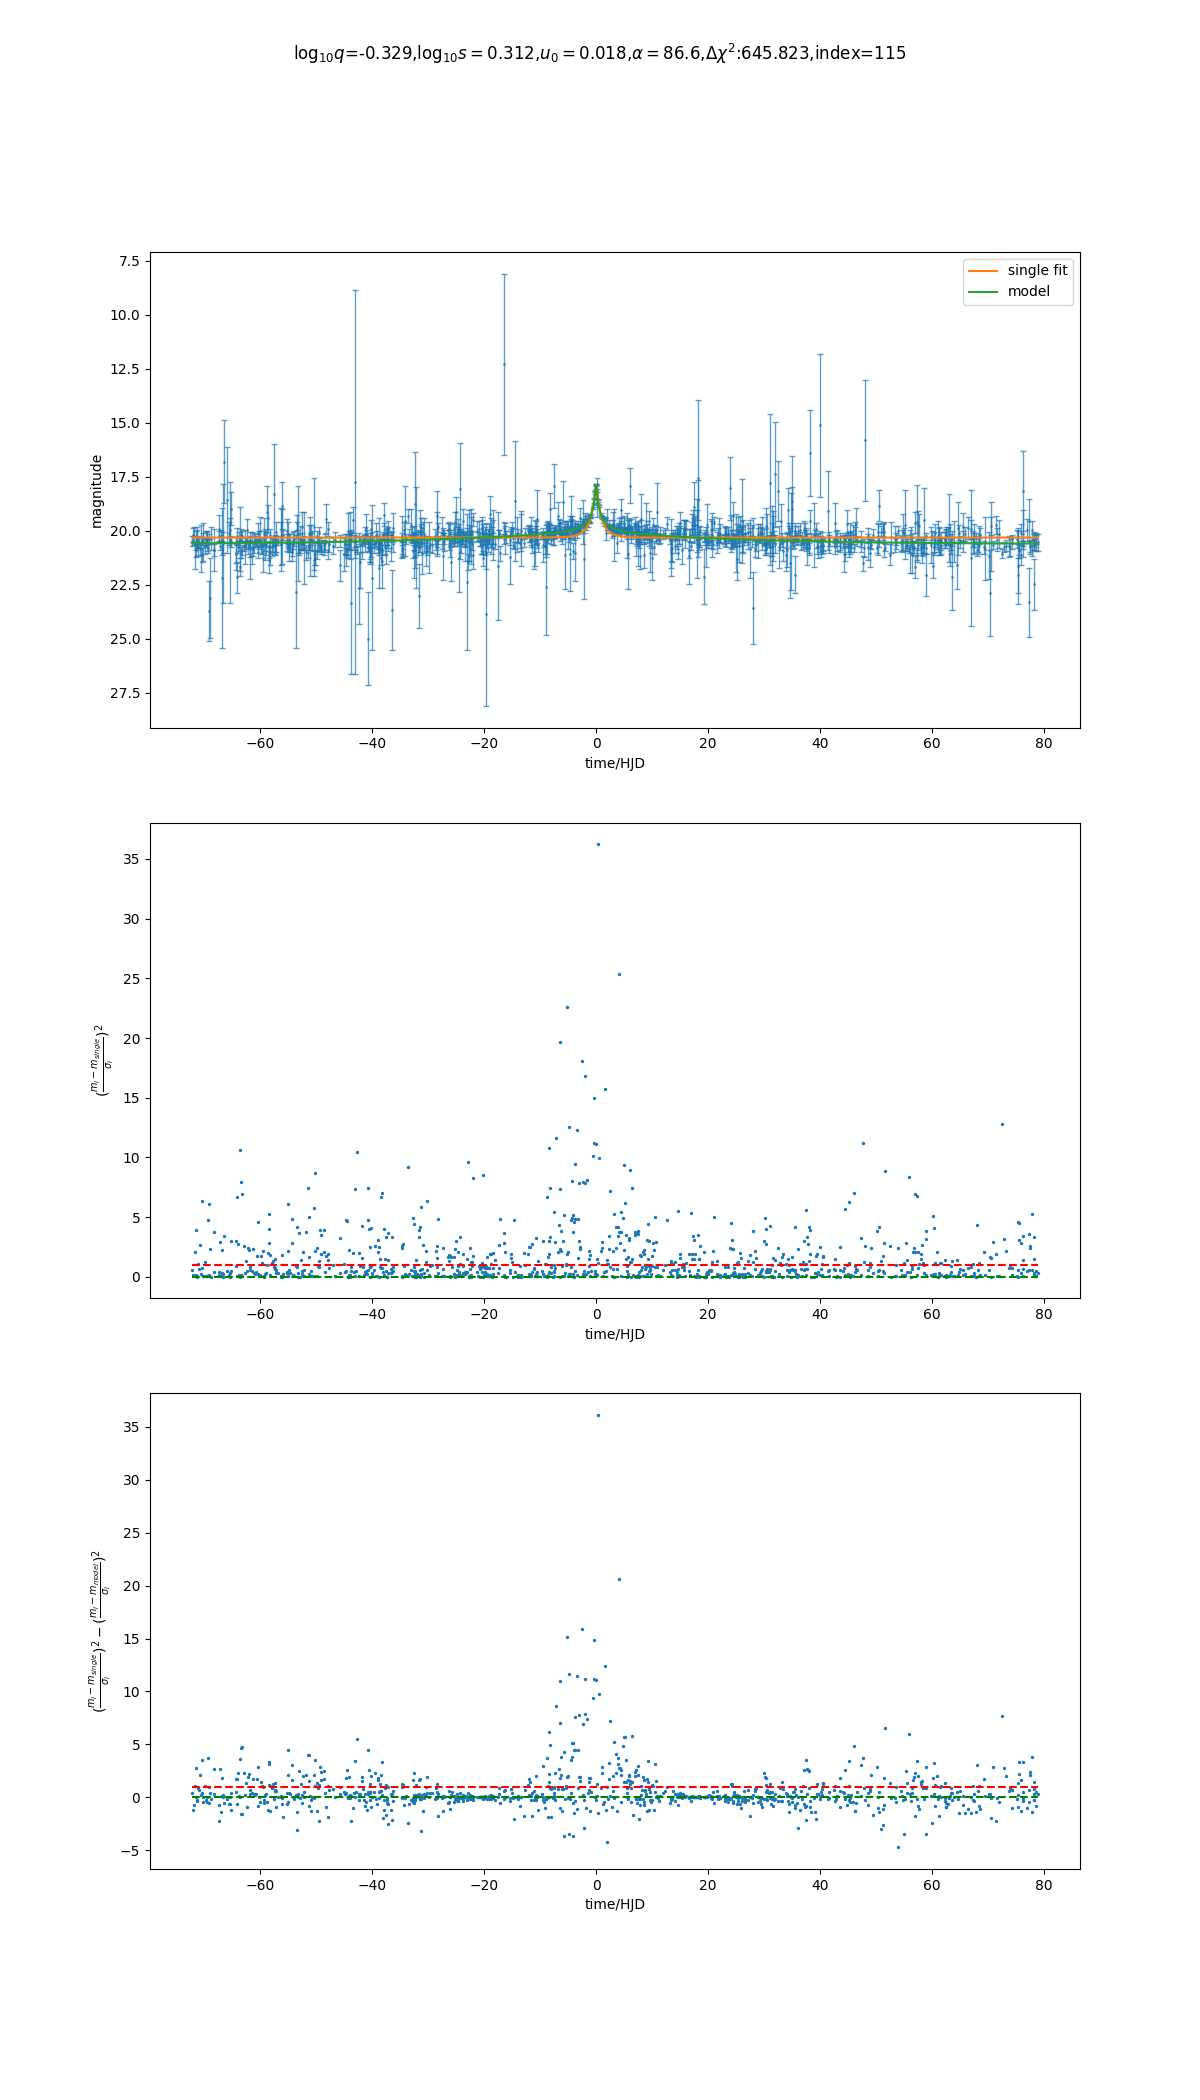 log₁₀q=-0.329,log₁₀s = 0.312,u₀ = 0.018,α = 86.6,Δχ²:645.823,index=115
7.5
10.0
12.5
15.0
17.5
20.0
22.5
25.0
27.5
magnitude
single fit
model
−60 −40 −20 0 20 40 60 80
time/HJD
35
30
25
20
15
10
5
0
((mᵢ − m_single)/σᵢ)²
−60 −40 −20 0 20 40 60 80
time/HJD
35
30
25
20
15
10
5
0
−5
((mᵢ − m_single)/σᵢ)² − ((mᵢ − m_model)/σᵢ)²
−60 −40 −20 0 20 40 60 80
time/HJD